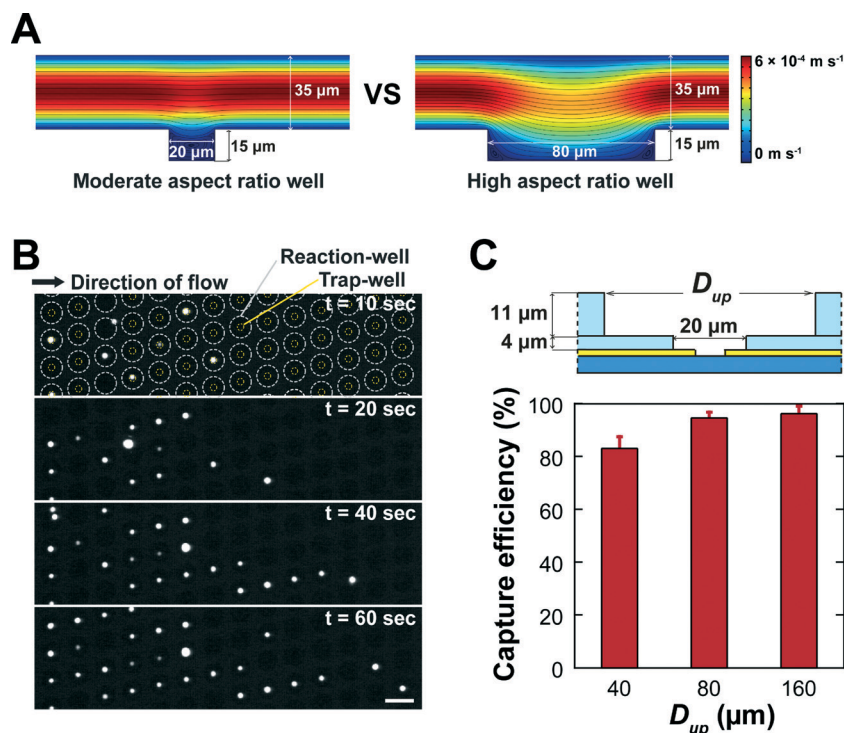 A
35 µm
20 µm
15 µm
Moderate aspect ratio well
VS
35 µm
80 µm
15 µm
High aspect ratio well
6 × 10⁻⁴ m s⁻¹
0 m s⁻¹
B
Direction of flow
Reaction-well
Trap-well
t = 10 sec
t = 20 sec
t = 40 sec
t = 60 sec
C
D_up
11 µm
20 µm
4 µm
Capture efficiency (%)
100
80
60
40
20
0
40 80 160
D_up (µm)